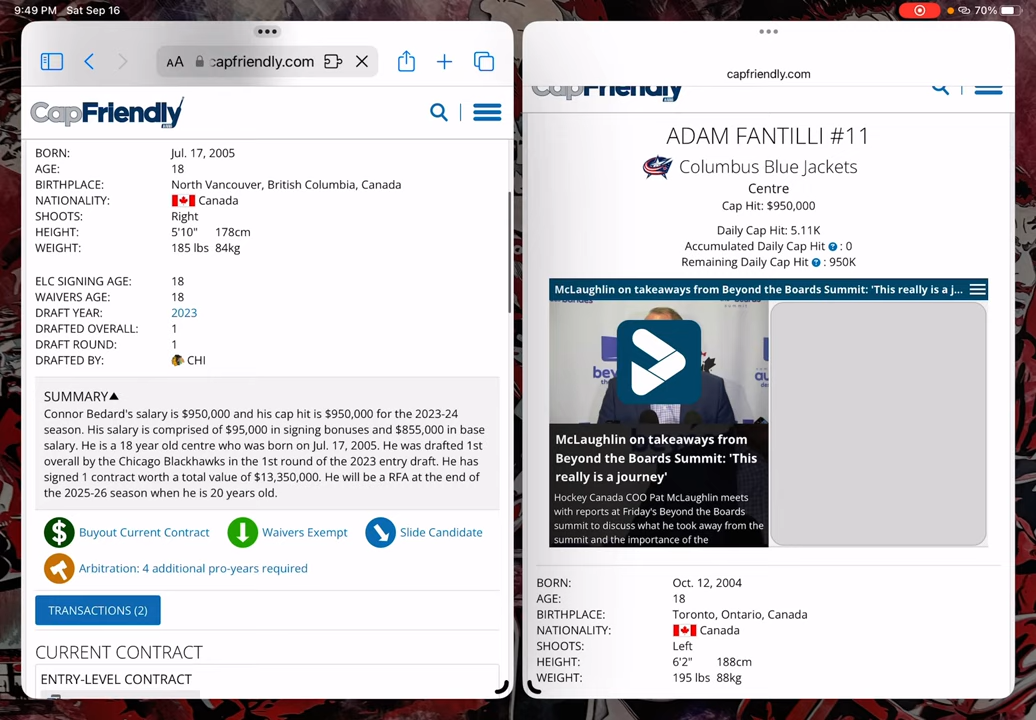 9:49 PM Sat Sep 16
70%
AA capfriendly.com
CapFriendly
BORN: Jul. 17, 2005
AGE: 18
BIRTHPLACE: North Vancouver, British Columbia, Canada
NATIONALITY: Canada
SHOOTS: Right
HEIGHT: 5'10" 178cm
WEIGHT: 185 lbs 84kg
ELC SIGNING AGE: 18
WAIVERS AGE: 18
DRAFT YEAR: 2023
DRAFTED OVERALL: 1
DRAFT ROUND: 1
DRAFTED BY: CHI
SUMMARY
Connor Bedard's salary is $950,000 and his cap hit is $950,000 for the 2023-24
season. His salary is comprised of $95,000 in signing bonuses and $855,000 in base
salary. He is a 18 year old centre who was born on Jul. 17, 2005. He was drafted 1st
overall by the Chicago Blackhawks in the 1st round of the 2023 entry draft. He has
signed 1 contract worth a total value of $13,350,000. He will be a RFA at the end of
the 2025-26 season when he is 20 years old.
Buyout Current Contract Waivers Exempt Slide Candidate
Arbitration: 4 additional pro-years required
TRANSACTIONS (2)
CURRENT CONTRACT
ENTRY-LEVEL CONTRACT
capfriendly.com
CapFriendly
ADAM FANTILLI #11
Columbus Blue Jackets
Centre
Cap Hit: $950,000
Daily Cap Hit: 5.11K
Accumulated Daily Cap Hit ? : 0
Remaining Daily Cap Hit ? : 950K
McLaughlin on takeaways from Beyond the Boards Summit: 'This really is a j...
McLaughlin on takeaways from
Beyond the Boards Summit: 'This
really is a journey'
Hockey Canada COO Pat McLaughlin meets
with reports at Friday's Beyond the Boards
summit to discuss what he took away from the
summit and the importance of the
BORN: Oct. 12, 2004
AGE: 18
BIRTHPLACE: Toronto, Ontario, Canada
NATIONALITY: Canada
SHOOTS: Left
HEIGHT: 6'2" 188cm
WEIGHT: 195 lbs 88kg